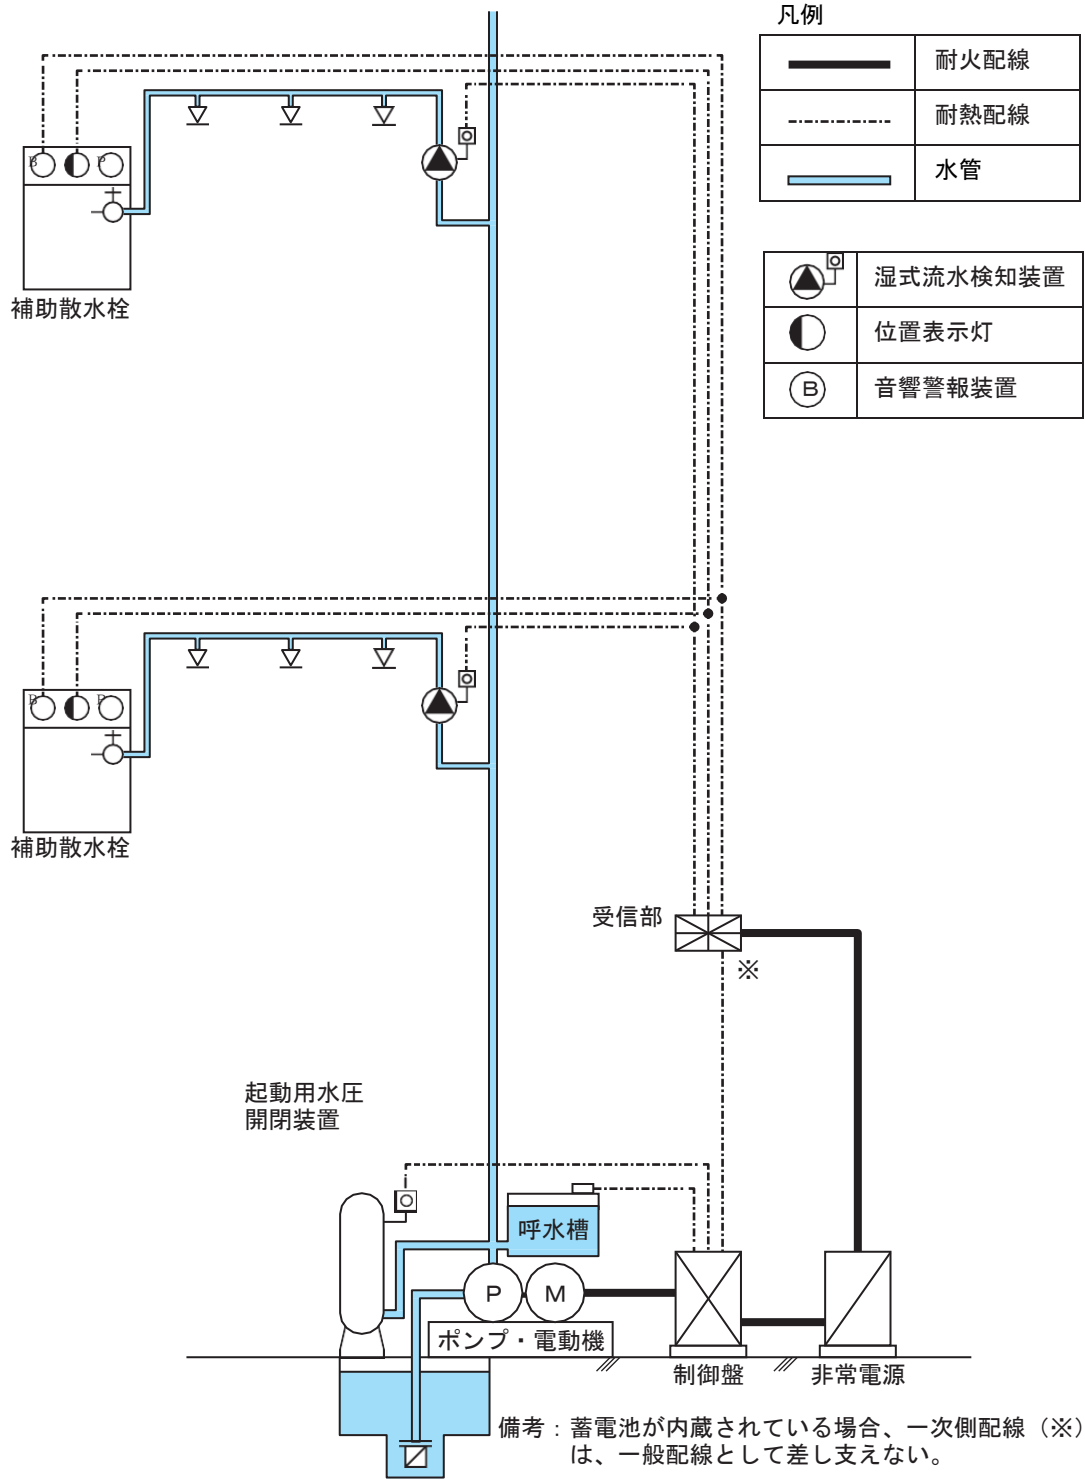 凡例
耐火配線
耐熱配線
水管
湿式流水検知装置
位置表示灯
B
音響警報装置
B
P
補助散水栓
B
P
補助散水栓
受信部
※
起動用水圧
開閉装置
呼水槽
P
M
ポンプ・電動機
制御盤
非常電源
備考：蓄電池が内蔵されている場合、一次側配線（※）
は、一般配線として差し支えない。